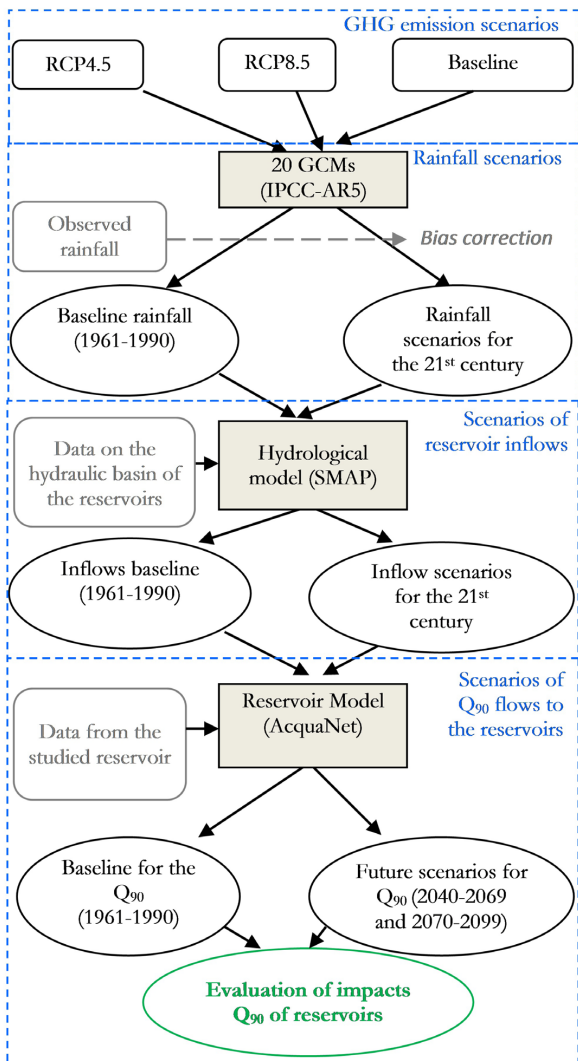 GHG emission scenarios
RCP4.5
RCP8.5
Baseline
Rainfall scenarios
20 GCMs
(IPCC-AR5)
Observed
rainfall
Bias correction
Baseline rainfall
(1961-1990)
Rainfall
scenarios for
the 21st century
Scenarios of
reservoir inflows
Data on the
hydraulic basin of
the reservoirs
Hydrological
model (SMAP)
Inflows baseline
(1961-1990)
Inflow scenarios
for the 21st
century
Scenarios of
Q90 flows to
the reservoirs
Reservoir Model
(AcquaNet)
Data from the
studied reservoir
Baseline for the
Q90
(1961-1990)
Future scenarios for
Q90 (2040-2069
and 2070-2099)
Evaluation of impacts
Q90 of reservoirs